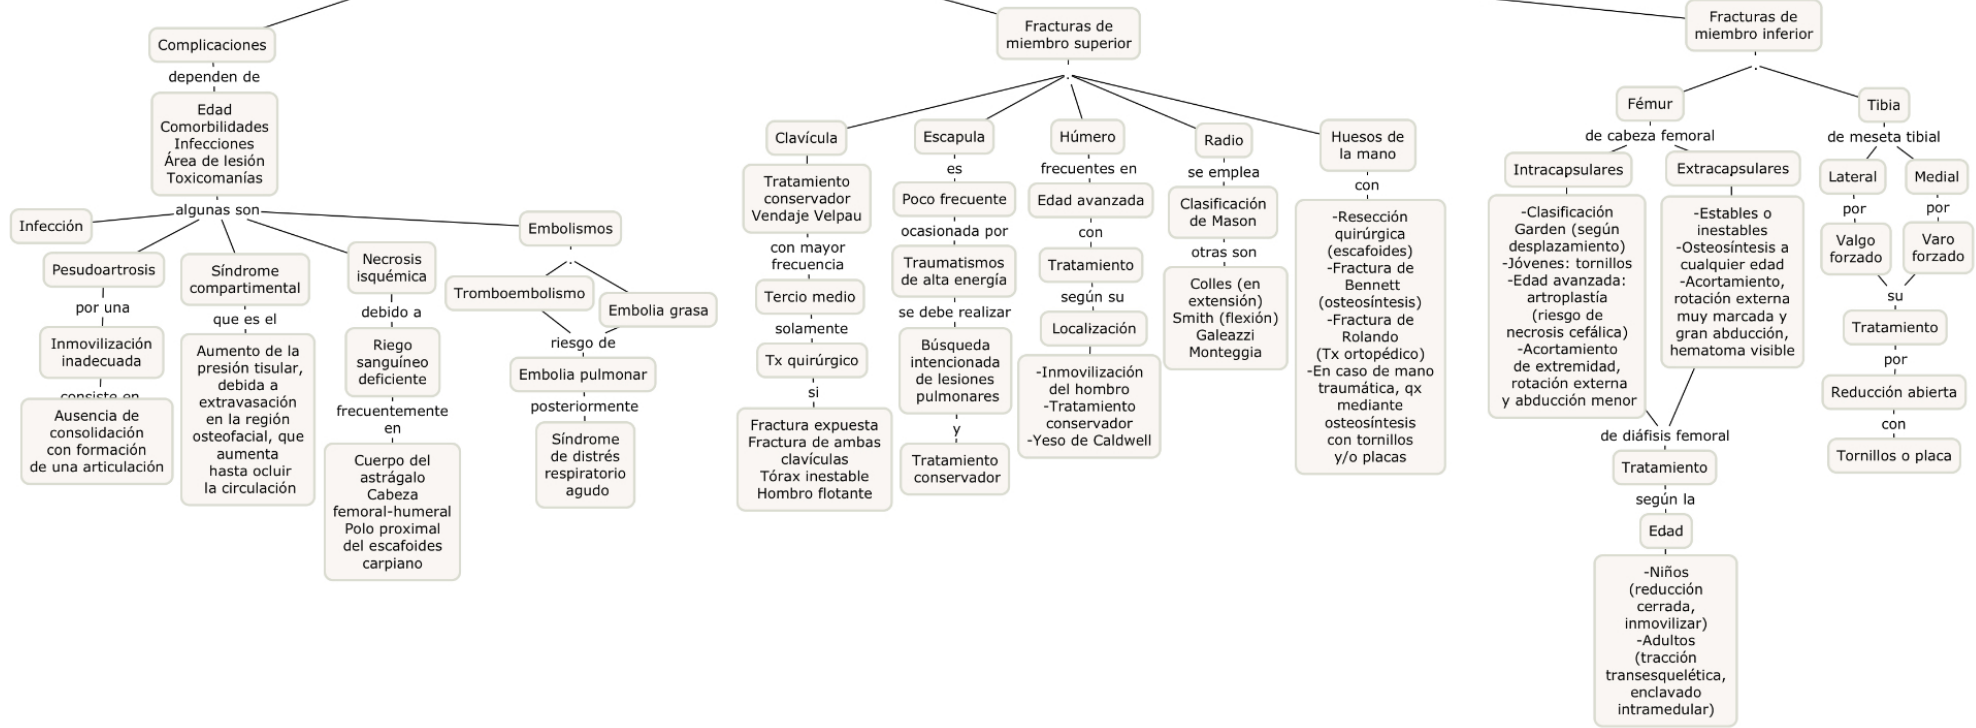 Complicaciones
dependen de
Edad
Comorbilidades
Infecciones
Área de lesión
Toxicomanías
algunas son
Infección
Pesudoartrosis
por una
Inmovilización
inadecuada
consiste en
Ausencia de
consolidación
con formación
de una articulación
Síndrome
compartimental
que es el
Aumento de la
presión tisular,
debida a
extravasación
en la región
osteofacial, que
aumenta
hasta ocluir
la circulación
Necrosis
isquémica
debido a
Riego
sanguíneo
deficiente
frecuentemente
en
Cuerpo del
astrágalo
Cabeza
femoral-humeral
Polo proximal
del escafoides
carpiano
Embolismos
.
Tromboembolismo
Embolia grasa
riesgo de
Embolia pulmonar
posteriormente
Síndrome
de distrés
respiratorio
agudo
Fracturas de
miembro superior
.
Clavícula
Tratamiento
conservador
Vendaje Velpau
con mayor
frecuencia
Tercio medio
solamente
Tx quirúrgico
si
Fractura expuesta
Fractura de ambas
clavículas
Tórax inestable
Hombro flotante
Escapula
es
Poco frecuente
ocasionada por
Traumatismos
de alta energía
se debe realizar
Búsqueda
intencionada
de lesiones
pulmonares
y
Tratamiento
conservador
Húmero
frecuentes en
Edad avanzada
con
Tratamiento
según su
Localización
-Inmovilización
del hombro
-Tratamiento
conservador
-Yeso de Caldwell
Radio
se emplea
Clasificación
de Mason
otras son
Colles (en
extensión)
Smith (flexión)
Galeazzi
Monteggia
Huesos de
la mano
con
-Resección
quirúrgica
(escafoides)
-Fractura de
Bennett
(osteosíntesis)
-Fractura de
Rolando
(Tx ortopédico)
-En caso de mano
traumática, qx
mediante
osteosíntesis
con tornillos
y/o placas
Fracturas de
miembro inferior
.
Fémur
de cabeza femoral
Intracapsulares
-Clasificación
Garden (según
desplazamiento)
-Jóvenes: tornillos
-Edad avanzada:
artroplastía
(riesgo de
necrosis cefálica)
-Acortamiento
de extremidad,
rotación externa
y abducción menor
Extracapsulares
-Estables o
inestables
-Osteosíntesis a
cualquier edad
-Acortamiento,
rotación externa
muy marcada y
gran abducción,
hematoma visible
de diáfisis femoral
Tratamiento
según la
Edad
-Niños
(reducción
cerrada,
inmovilizar)
-Adultos
(tracción
transesquelética,
enclavado
intramedular)
Tibia
de meseta tibial
Lateral
por
Valgo
forzado
Medial
por
Varo
forzado
su
Tratamiento
por
Reducción abierta
con
Tornillos o placa